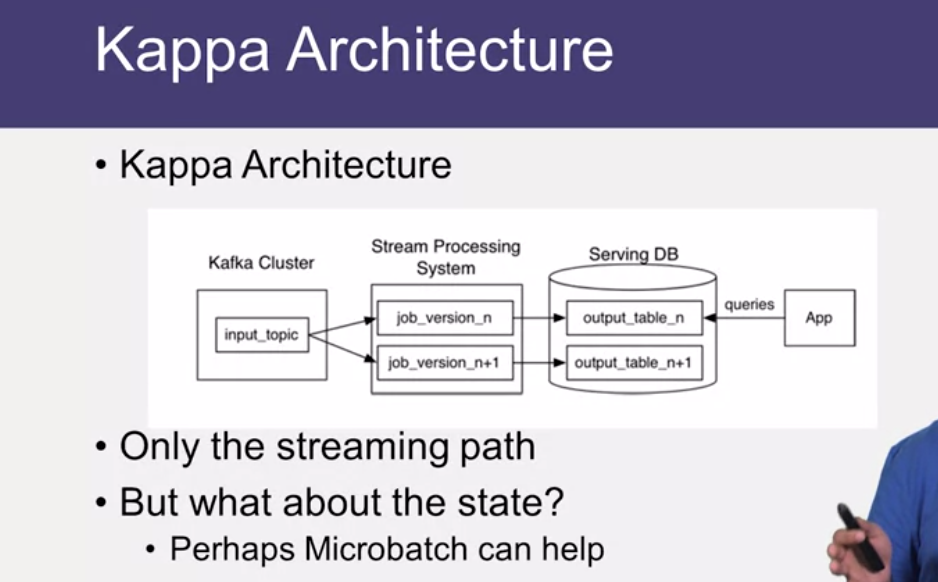 Kappa Architecture
• Kappa Architecture
Kafka Cluster
input_topic
Stream Processing
System
job_version_n
job_version_n+1
Serving DB
output_table_n
output_table_n+1
queries
App
• Only the streaming path
• But what about the state?
• Perhaps Microbatch can help